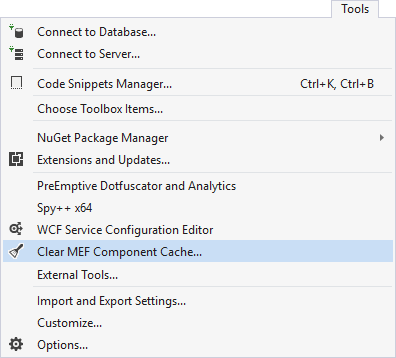 Tools
Connect to Database...
Connect to Server...
Code Snippets Manager... Ctrl+K, Ctrl+B
Choose Toolbox Items...
NuGet Package Manager
Extensions and Updates...
PreEmptive Dotfuscator and Analytics
Spy++ x64
WCF Service Configuration Editor
Clear MEF Component Cache...
External Tools...
Import and Export Settings...
Customize...
Options...